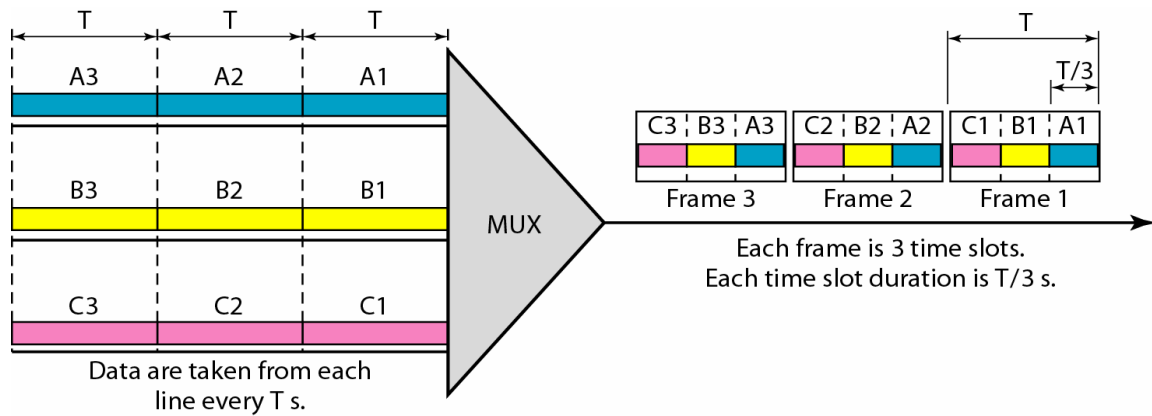 T T T T
T/3
A3 A2 A1
C3 B3 A3 C2 B2 A2 C1 B1 A1
B3 B2 B1
Frame 3 Frame 2 Frame 1
MUX
Each frame is 3 time slots.
Each time slot duration is T/3 s.
C3 C2 C1
Data are taken from each
line every T s.